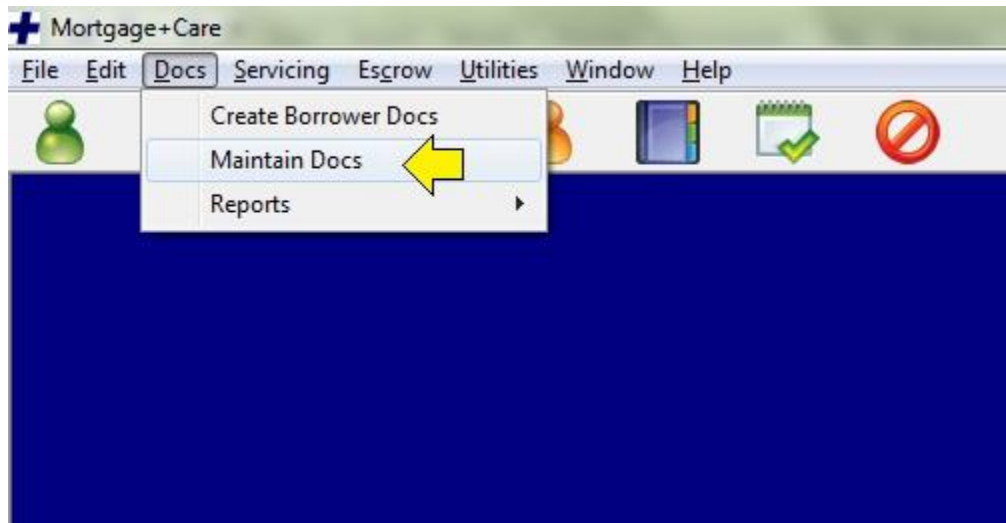 Mortgage+Care
File Edit Docs Servicing Escrow Utilities Window Help
Create Borrower Docs
Maintain Docs
Reports